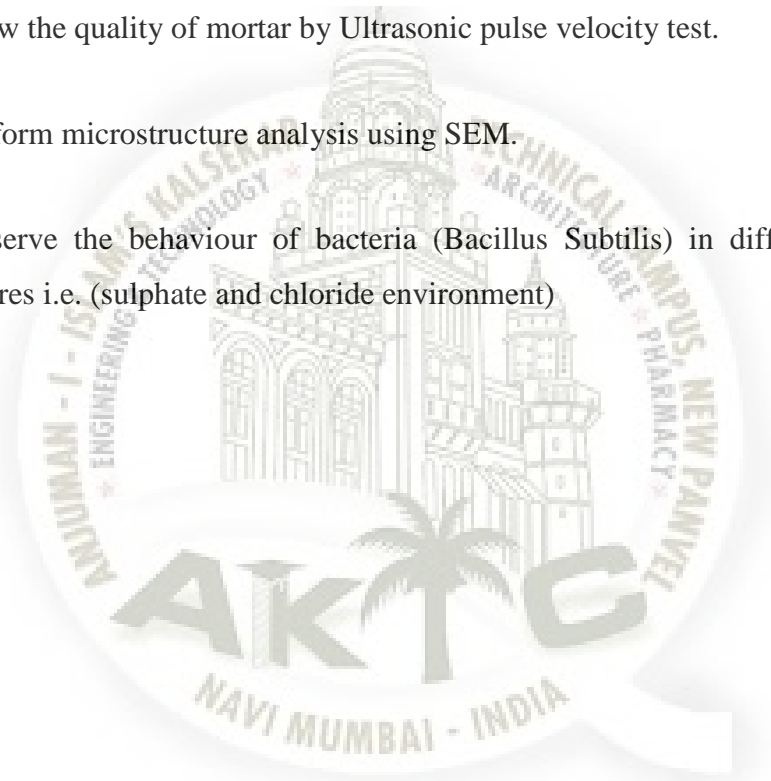 w the quality of mortar by Ultrasonic pulse velocity test.
form microstructure analysis using SEM.
serve the behaviour of bacteria (Bacillus Subtilis) in diff
res i.e. (sulphate and chloride environment)
ANJUMAN - I - ISLAM'S KALSEKAR TECHNICAL CAMPUS, NEW PANVEL
ENGINEERING TECHNOLOGY ARCHITECTURE PHARMACY
AKTC
NAVI MUMBAI - INDIA